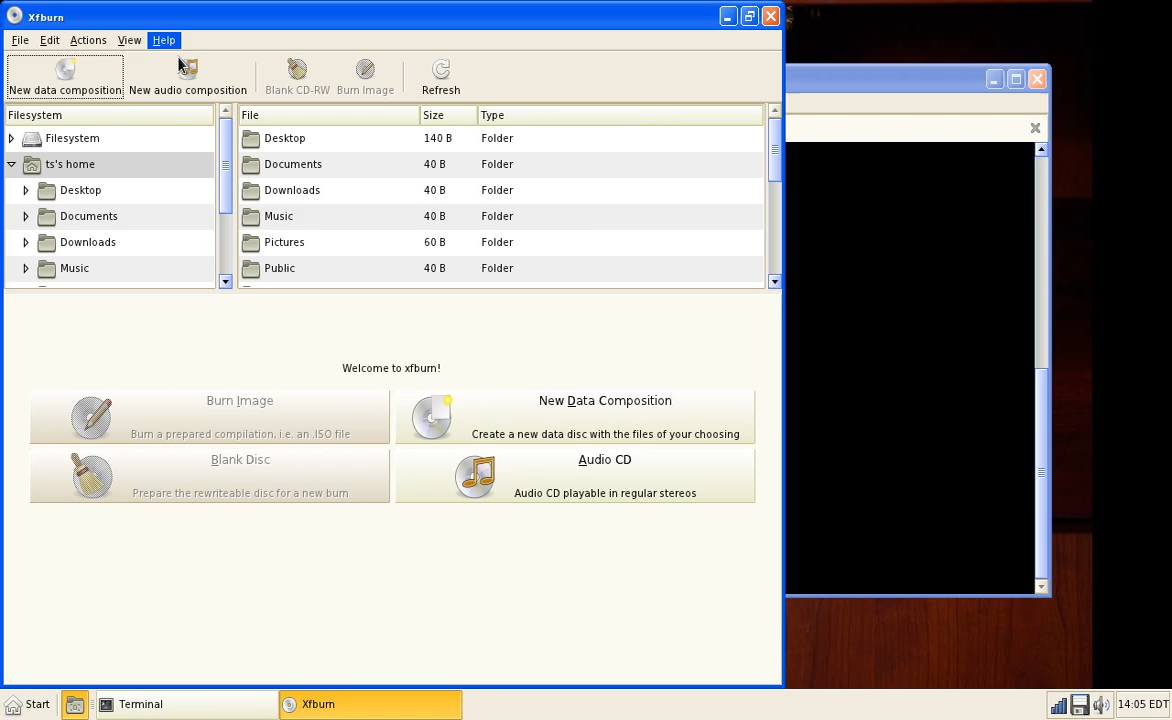 Xfburn
File Edit Actions View Help
New data composition New audio composition Blank CD-RW Burn Image Refresh
Filesystem File Size Type
Filesystem Desktop 140 B Folder
ts's home Documents 40 B Folder
Desktop Downloads 40 B Folder
Documents Music 40 B Folder
Downloads Pictures 60 B Folder
Music Public 40 B Folder
Welcome to xfburn!
Burn Image
Burn a prepared compilation, i.e. an .ISO file
New Data Composition
Create a new data disc with the files of your choosing
Blank Disc
Prepare the rewriteable disc for a new burn
Audio CD
Audio CD playable in regular stereos
Start Terminal Xfburn 14:05 EDT